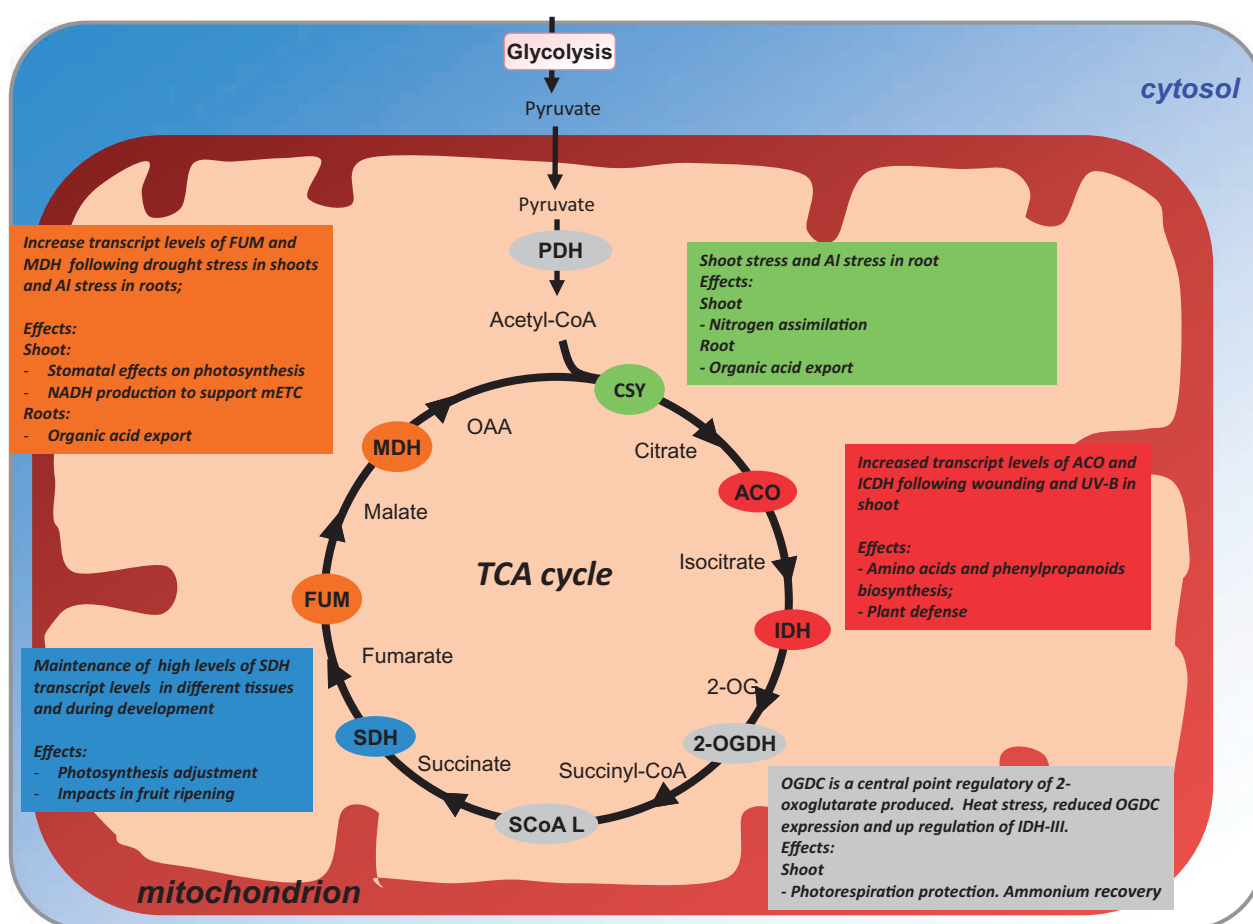 Glycolysis
cytosol
Pyruvate
Pyruvate
PDH
Acetyl-CoA
Increase transcript levels of FUM and
MDH following drought stress in shoots
and Al stress in roots;
Effects:
Shoot:
- Stomatal effects on photosynthesis
- NADH production to support mETC
Roots:
- Organic acid export
Shoot stress and Al stress in root
Effects:
Shoot
- Nitrogen assimilation
Root
- Organic acid export
CSY
OAA
MDH
Citrate
ACO
Increased transcript levels of ACO and
ICDH following wounding and UV-B in
shoot
Effects:
- Amino acids and phenylpropanoids
biosynthesis;
- Plant defense
Malate
Isocitrate
TCA cycle
FUM
IDH
Fumarate
2-OG
Maintenance of high levels of SDH
transcript levels in different tissues
and during development
Effects:
- Photosynthesis adjustment
- Impacts in fruit ripening
SDH
2-OGDH
Succinate
Succinyl-CoA
SCoA L
OGDC is a central point regulatory of 2-
oxoglutarate produced. Heat stress, reduced OGDC
expression and up regulation of IDH-III.
Effects:
Shoot
- Photorespiration protection. Ammonium recovery
mitochondrion